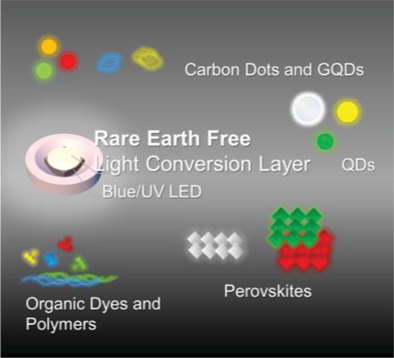 Carbon Dots and GQDs
Rare Earth Free
Light Conversion Layer
QDs
Blue/UV LED
Perovskites
Organic Dyes and
Polymers